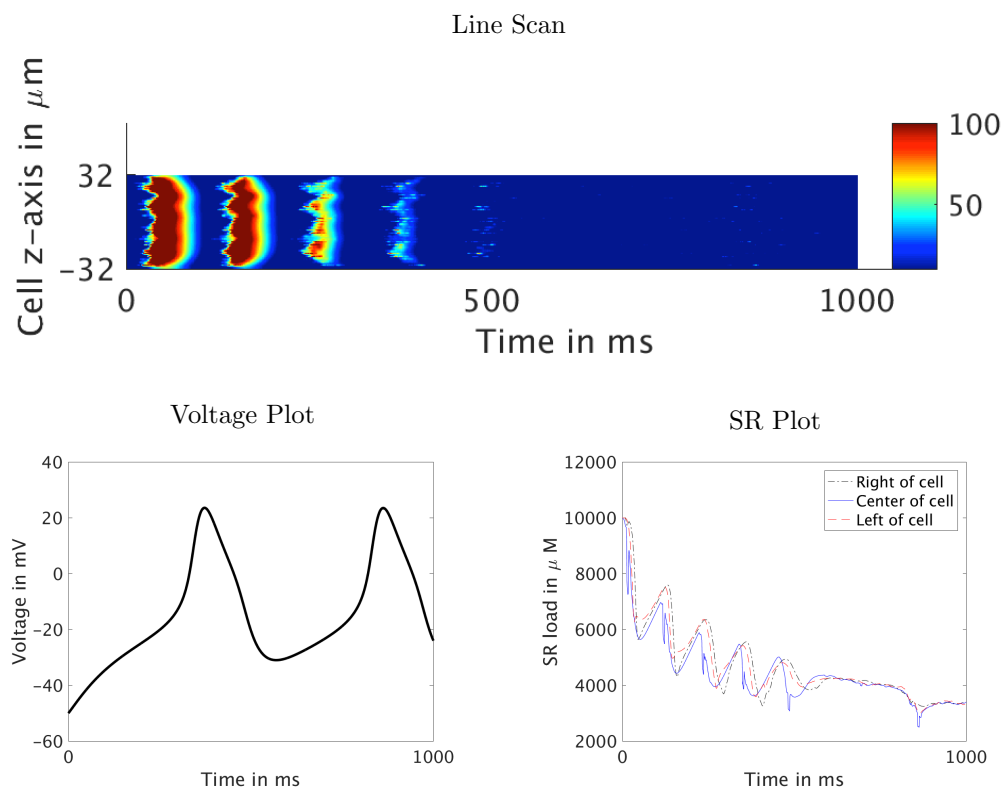 Line Scan
Cell z-axis in μm
32
-32
0
500
1000
Time in ms
100
50
Voltage Plot
Voltage in mV
40
20
0
-20
-40
-60
0
1000
Time in ms
SR Plot
SR load in μ M
12000
10000
8000
6000
4000
2000
Right of cell
Center of cell
Left of cell
0
1000
Time in ms